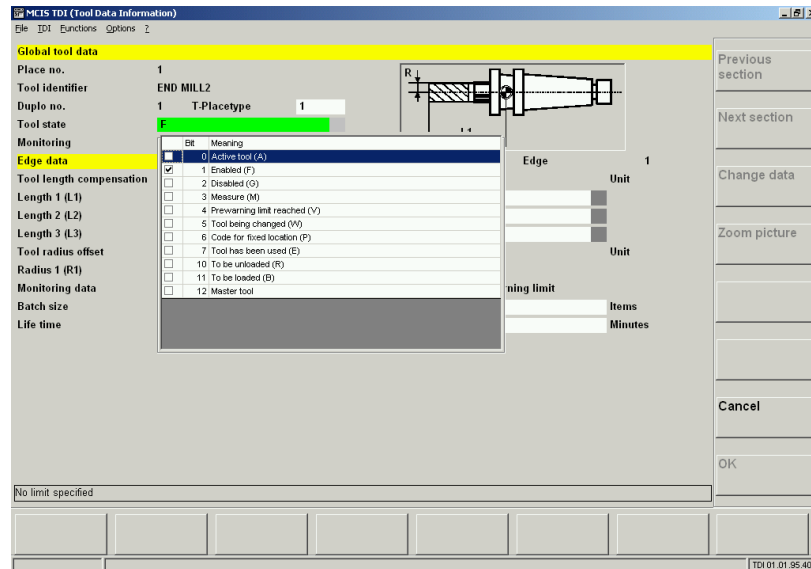 MCIS TDI (Tool Data Information)
File TDI Functions Options ?
Global tool data
Place no. 1
Tool identifier END MILL2
Duplo no. 1 T-Placetype 1
Tool state F
Monitoring
Edge data Edge 1
Tool length compensation Unit
Length 1 (L1)
Length 2 (L2)
Length 3 (L3)
Tool radius offset Unit
Radius 1 (R1)
Monitoring data ning limit
Batch size Items
Life time Minutes
R
L1
Bit Meaning
0 Active tool (A)
1 Enabled (F)
2 Disabled (G)
3 Measure (M)
4 Prewarning limit reached (V)
5 Tool being changed (W)
6 Code for fixed location (P)
7 Tool has been used (E)
10 To be unloaded (R)
11 To be loaded (B)
12 Master tool
Previous section
Next section
Change data
Zoom picture
Cancel
OK
No limit specified
TDI 01.01.95.40